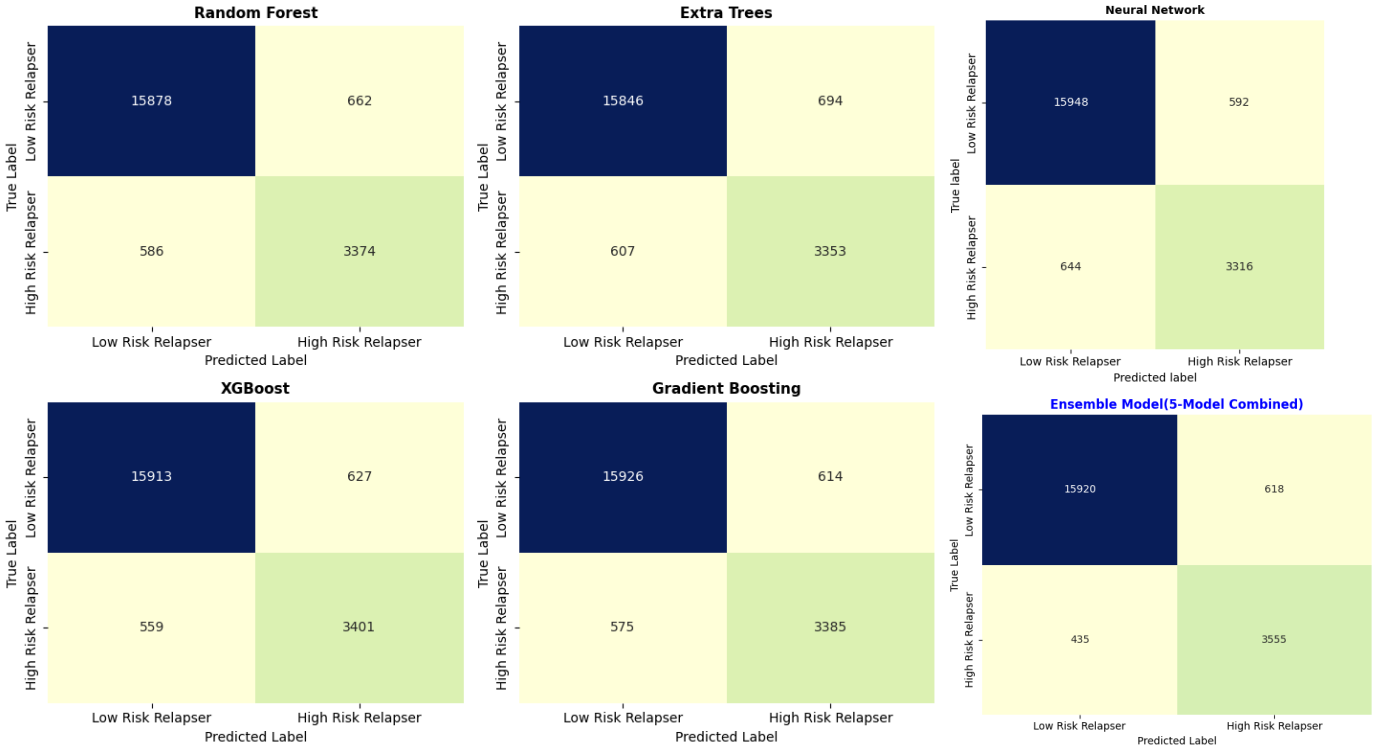 Random Forest
Low Risk Relapser
High Risk Relapser
True Label
15878
662
586
3374
Low Risk Relapser
High Risk Relapser
Predicted Label
Extra Trees
Low Risk Relapser
High Risk Relapser
True Label
15846
694
607
3353
Low Risk Relapser
High Risk Relapser
Predicted Label
Neural Network
Low Risk Relapser
High Risk Relapser
True label
15948
592
644
3316
Low Risk Relapser
High Risk Relapser
Predicted label
XGBoost
Low Risk Relapser
High Risk Relapser
True Label
15913
627
559
3401
Low Risk Relapser
High Risk Relapser
Predicted Label
Gradient Boosting
Low Risk Relapser
High Risk Relapser
True Label
15926
614
575
3385
Low Risk Relapser
High Risk Relapser
Predicted Label
Ensemble Model(5-Model Combined)
Low Risk Relapser
High Risk Relapser
True Label
15920
618
435
3555
Low Risk Relapser
High Risk Relapser
Predicted Label